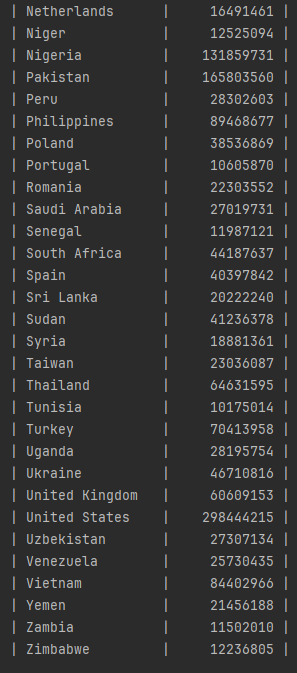 | Netherlands | 16491461 |
| Niger | 12525094 |
| Nigeria | 131859731 |
| Pakistan | 165803560 |
| Peru | 28302603 |
| Philippines | 89468677 |
| Poland | 38536869 |
| Portugal | 10605870 |
| Romania | 22303552 |
| Saudi Arabia | 27019731 |
| Senegal | 11987121 |
| South Africa | 44187637 |
| Spain | 40397842 |
| Sri Lanka | 20222240 |
| Sudan | 41236378 |
| Syria | 18881361 |
| Taiwan | 23036087 |
| Thailand | 64631595 |
| Tunisia | 10175014 |
| Turkey | 70413958 |
| Uganda | 28195754 |
| Ukraine | 46710816 |
| United Kingdom | 60609153 |
| United States | 298444215 |
| Uzbekistan | 27307134 |
| Venezuela | 25730435 |
| Vietnam | 84402966 |
| Yemen | 21456188 |
| Zambia | 11502010 |
| Zimbabwe | 12236805 |